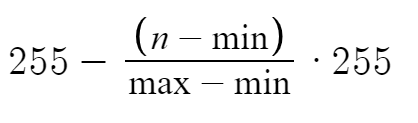 255 − (n − min) / (max − min) · 255